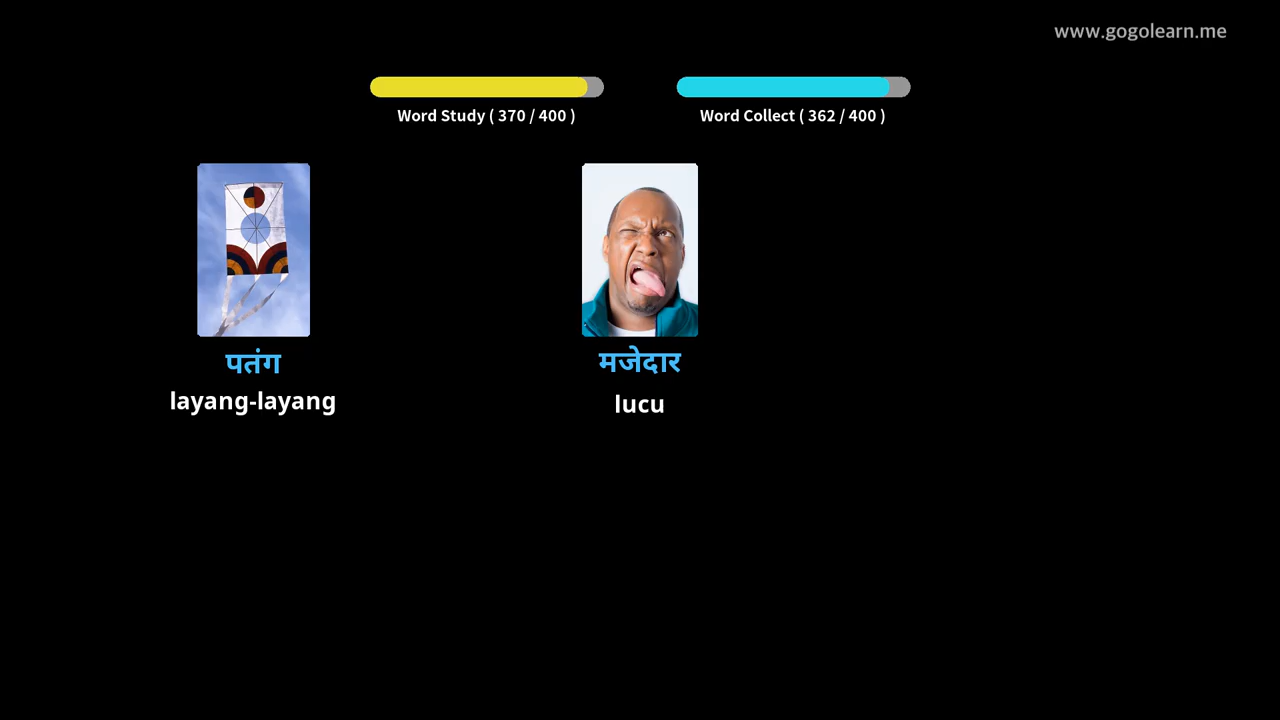 www.gogolearn.me
Word Study ( 370 / 400 )
Word Collect ( 362 / 400 )
पतंग
layang-layang
मजेदार
lucu